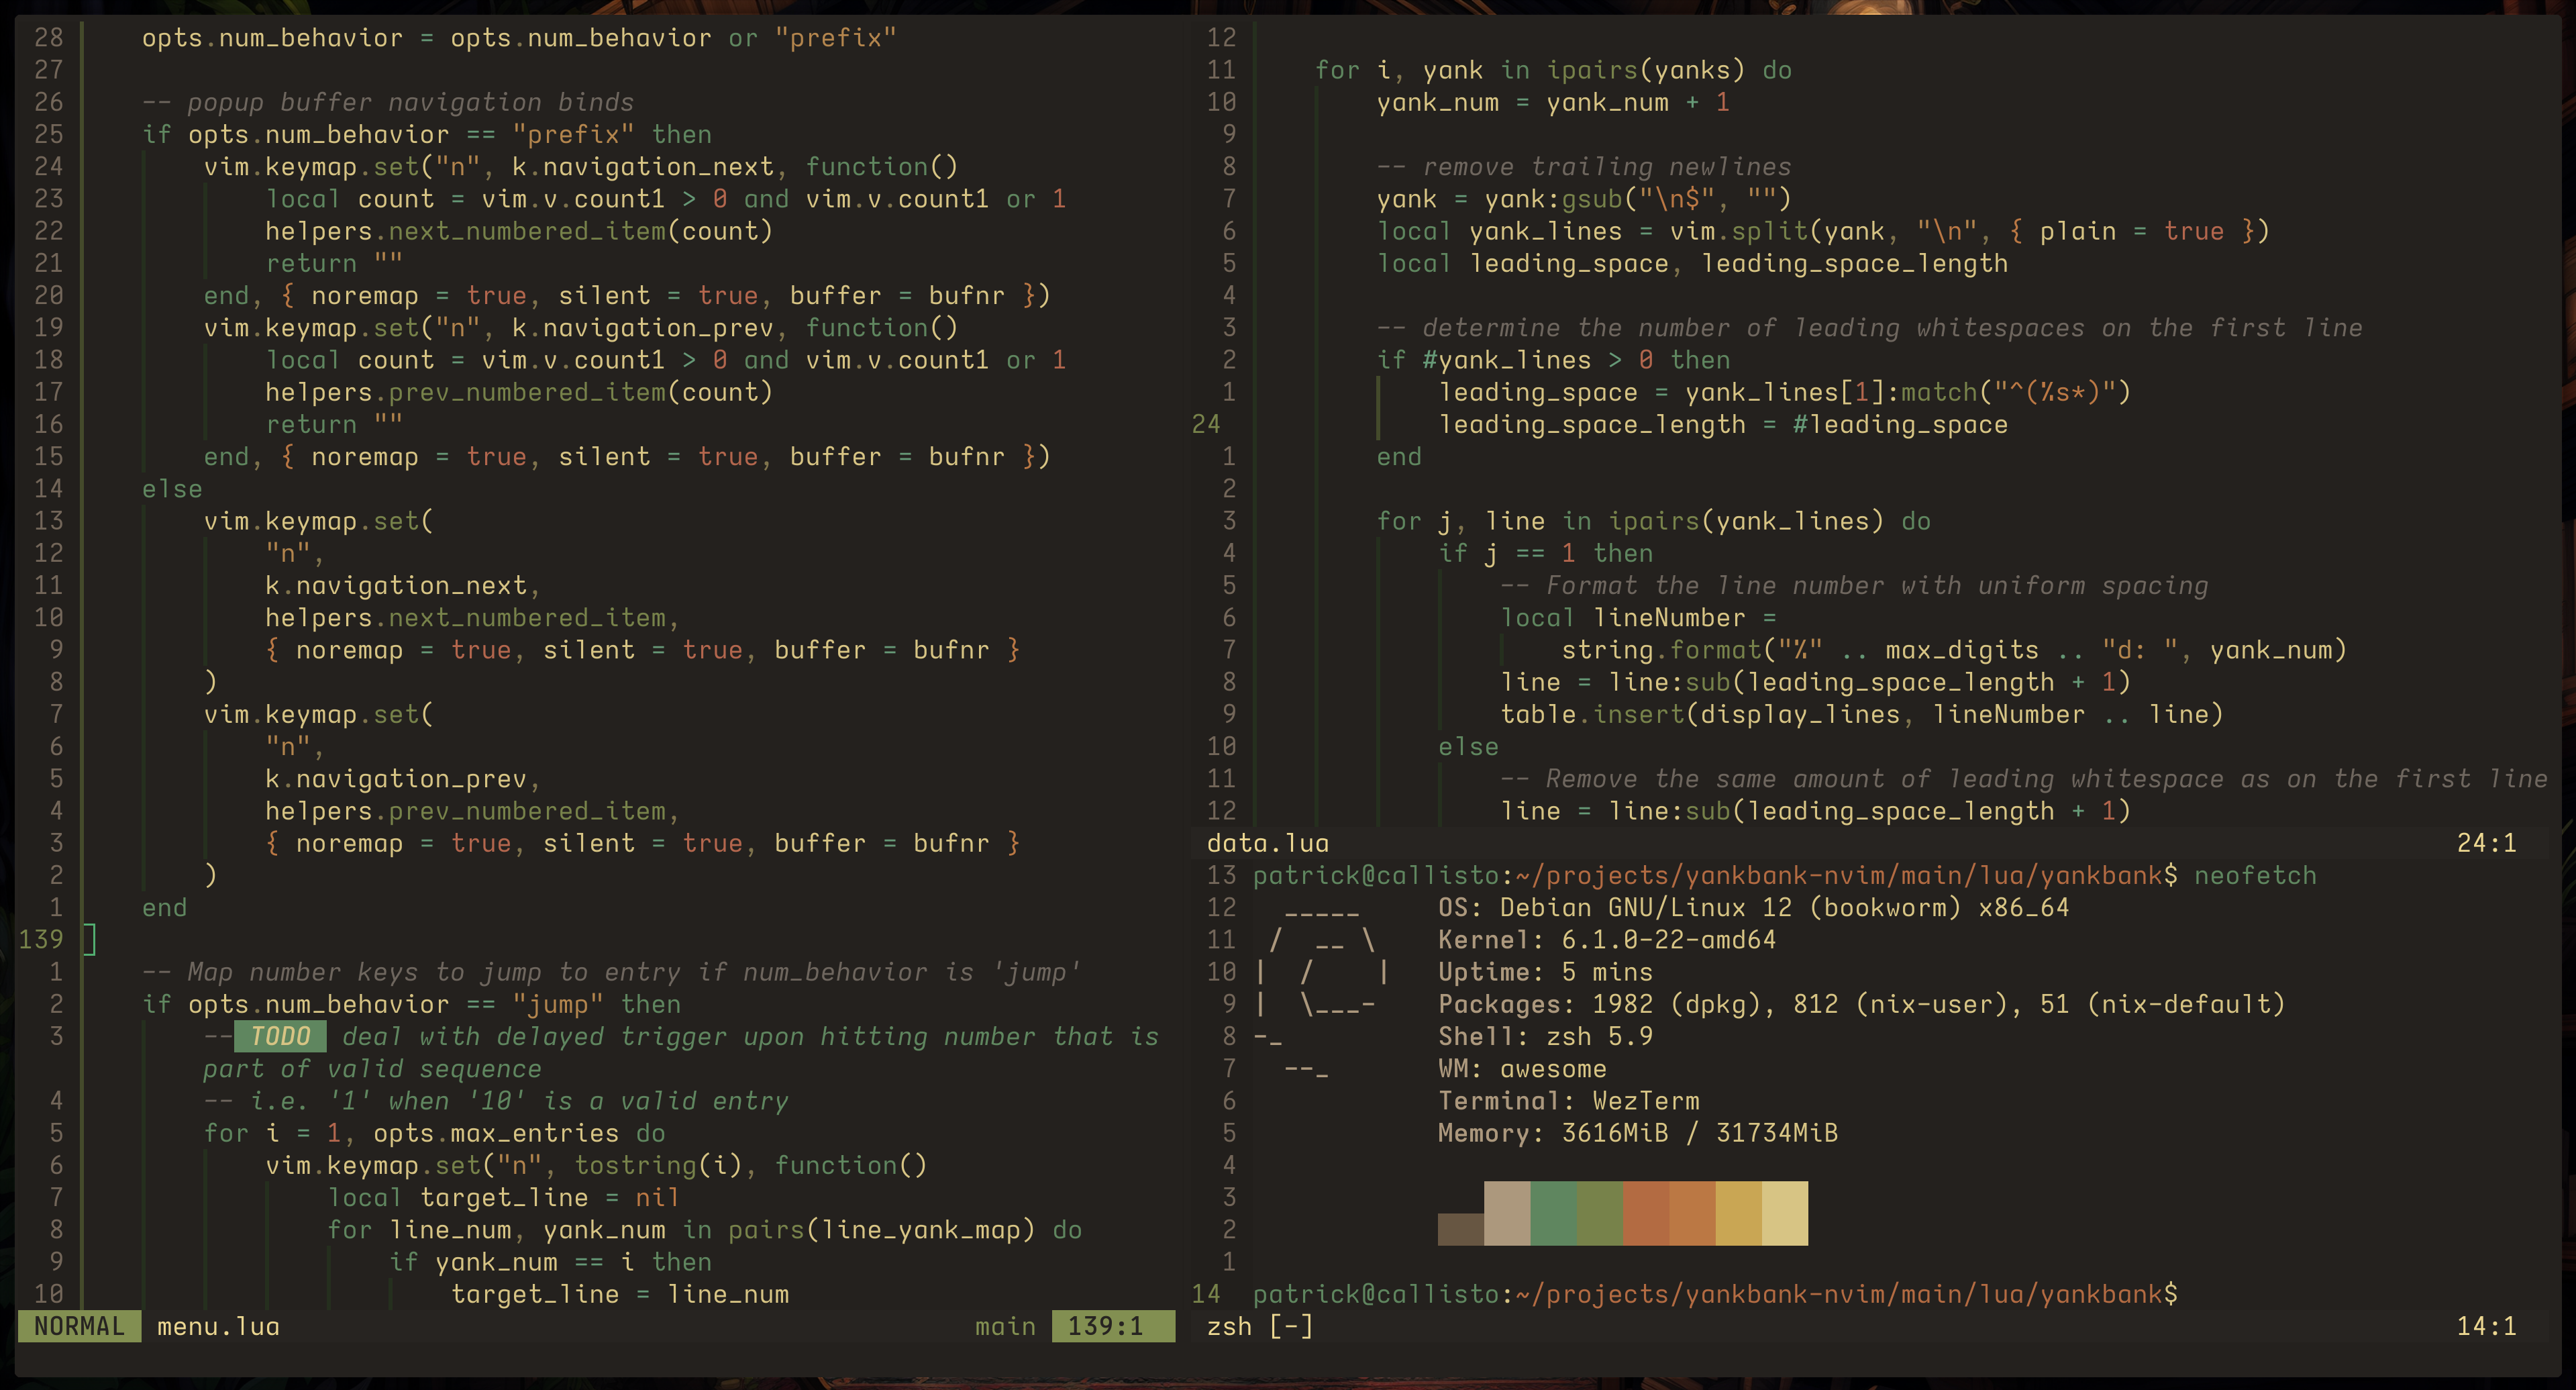 28     opts.num_behavior = opts.num_behavior or "prefix"
27
26     -- popup buffer navigation binds
25     if opts.num_behavior == "prefix" then
24         vim.keymap.set("n", k.navigation_next, function()
23             local count = vim.v.count1 > 0 and vim.v.count1 or 1
22             helpers.next_numbered_item(count)
21             return ""
20         end, { noremap = true, silent = true, buffer = bufnr })
19         vim.keymap.set("n", k.navigation_prev, function()
18             local count = vim.v.count1 > 0 and vim.v.count1 or 1
17             helpers.prev_numbered_item(count)
16             return ""
15         end, { noremap = true, silent = true, buffer = bufnr })
14     else
13         vim.keymap.set(
12             "n",
11             k.navigation_next,
10             helpers.next_numbered_item,
9             { noremap = true, silent = true, buffer = bufnr }
8         )
7         vim.keymap.set(
6             "n",
5             k.navigation_prev,
4             helpers.prev_numbered_item,
3             { noremap = true, silent = true, buffer = bufnr }
2         )
1     end
139
1     -- Map number keys to jump to entry if num_behavior is 'jump'
2     if opts.num_behavior == "jump" then
3         -- TODO deal with delayed trigger upon hitting number that is
part of valid sequence
4         -- i.e. '1' when '10' is a valid entry
5         for i = 1, opts.max_entries do
6             vim.keymap.set("n", tostring(i), function()
7                 local target_line = nil
8                 for line_num, yank_num in pairs(line_yank_map) do
9                     if yank_num == i then
10                         target_line = line_num
NORMAL menu.lua main 139:1
12
11     for i, yank in ipairs(yanks) do
10         yank_num = yank_num + 1
9
8         -- remove trailing newlines
7         yank = yank:gsub("\n$", "")
6         local yank_lines = vim.split(yank, "\n", { plain = true })
5         local leading_space, leading_space_length
4
3         -- determine the number of leading whitespaces on the first line
2         if #yank_lines > 0 then
1             leading_space = yank_lines[1]:match("^(%s*)")
24             leading_space_length = #leading_space
1         end
2
3         for j, line in ipairs(yank_lines) do
4             if j == 1 then
5                 -- Format the line number with uniform spacing
6                 local lineNumber =
7                     string.format("%" .. max_digits .. "d: ", yank_num)
8                 line = line:sub(leading_space_length + 1)
9                 table.insert(display_lines, lineNumber .. line)
10             else
11                 -- Remove the same amount of leading whitespace as on the first line
12                 line = line:sub(leading_space_length + 1)
data.lua 24:1
13 patrick@callisto:~/projects/yankbank-nvim/main/lua/yankbank$ neofetch
12   _____     OS: Debian GNU/Linux 12 (bookworm) x86_64
11  /  __ \    Kernel: 6.1.0-22-amd64
10 |  /    |   Uptime: 5 mins
9 |  \___-    Packages: 1982 (dpkg), 812 (nix-user), 51 (nix-default)
8 -_          Shell: zsh 5.9
7   --_       WM: awesome
6             Terminal: WezTerm
5             Memory: 3616MiB / 31734MiB
4
3
2
1
14 patrick@callisto:~/projects/yankbank-nvim/main/lua/yankbank$
zsh [-] 14:1